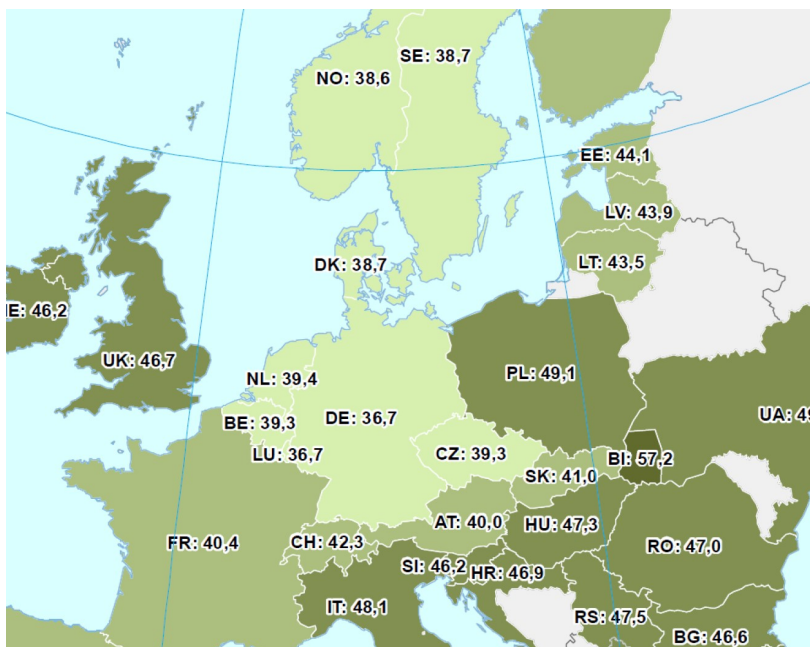 SE: 38,7
NO: 38,6
EE: 44,1
LV: 43,9
LT: 43,5
DK: 38,7
IE: 46,2
UK: 46,7
NL: 39,4
PL: 49,1
BE: 39,3
DE: 36,7
UA: 49
LU: 36,7
CZ: 39,3
BI: 57,2
SK: 41,0
AT: 40,0
HU: 47,3
FR: 40,4
CH: 42,3
RO: 47,0
SI: 46,2
HR: 46,9
IT: 48,1
RS: 47,5
BG: 46,6